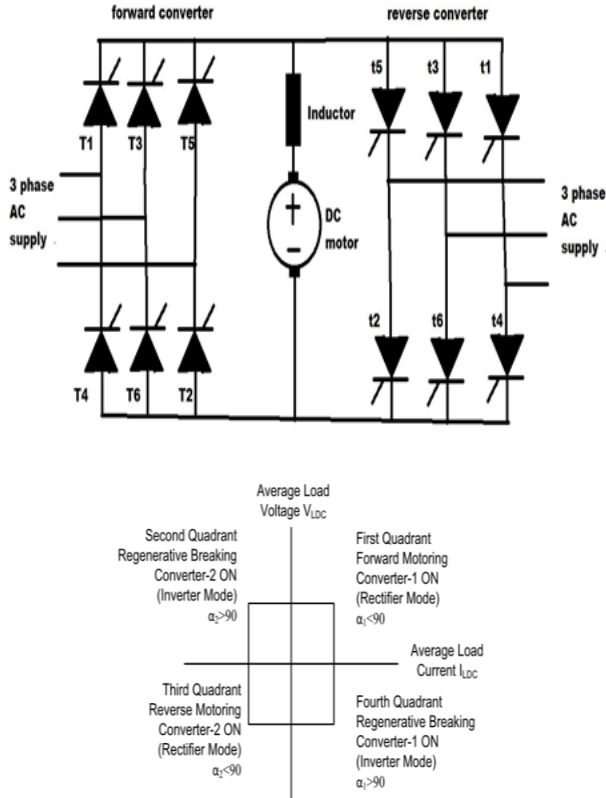 forward converter
reverse converter
t5
t3
t1
T1
T3
T5
Inductor
3 phase
AC
supply
+
DC
motor
−
3 phase
AC
supply
t2
t6
t4
T4
T6
T2
Average Load
Voltage VLDC
Second Quadrant
Regenerative Breaking
Converter-2 ON
(Inverter Mode)
α2>90
First Quadrant
Forward Motoring
Converter-1 ON
(Rectifier Mode)
α1<90
Average Load
Current ILDC
Third Quadrant
Reverse Motoring
Converter-2 ON
(Rectifier Mode)
α2<90
Fourth Quadrant
Regenerative Breaking
Converter-1 ON
(Inverter Mode)
α1>90